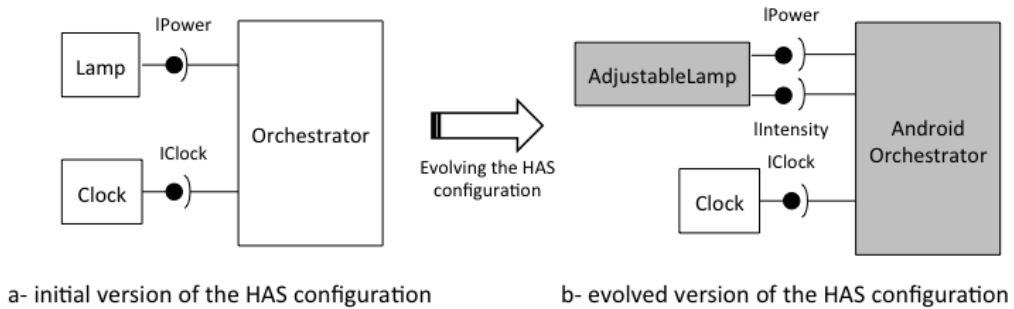 IPower
Lamp
Orchestrator
IClock
Clock
Evolving the HAS
configuration
IPower
AdjustableLamp
IIntensity
Android
Orchestrator
IClock
Clock
a- initial version of the HAS configuration
b- evolved version of the HAS configuration